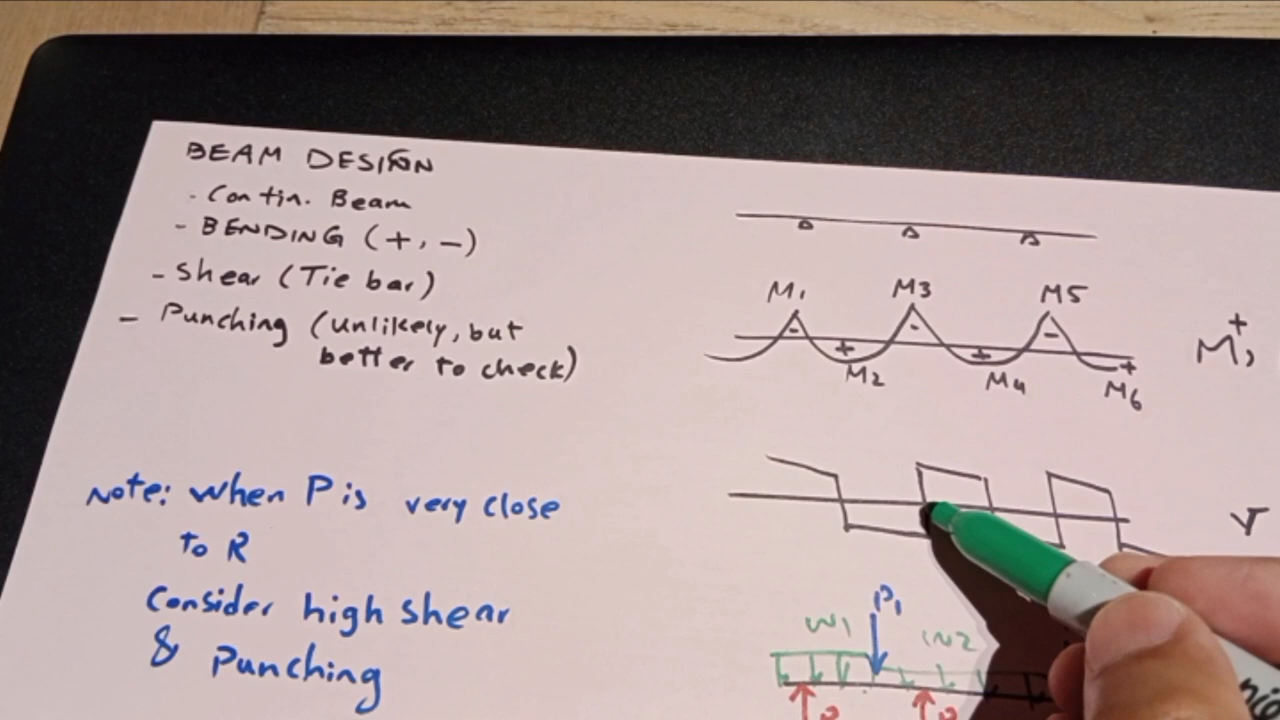 BEAM DESIGN
- Contin. Beam
- BENDING (+, -)
- Shear (Tie bar)
- Punching (unlikely, but
better to check)
Note: When P is very close
to R
Consider high shear
& Punching
M1 M3 M5
- - -
+ + +
M2 M4 M6
M+,
V
P1
W1 W2